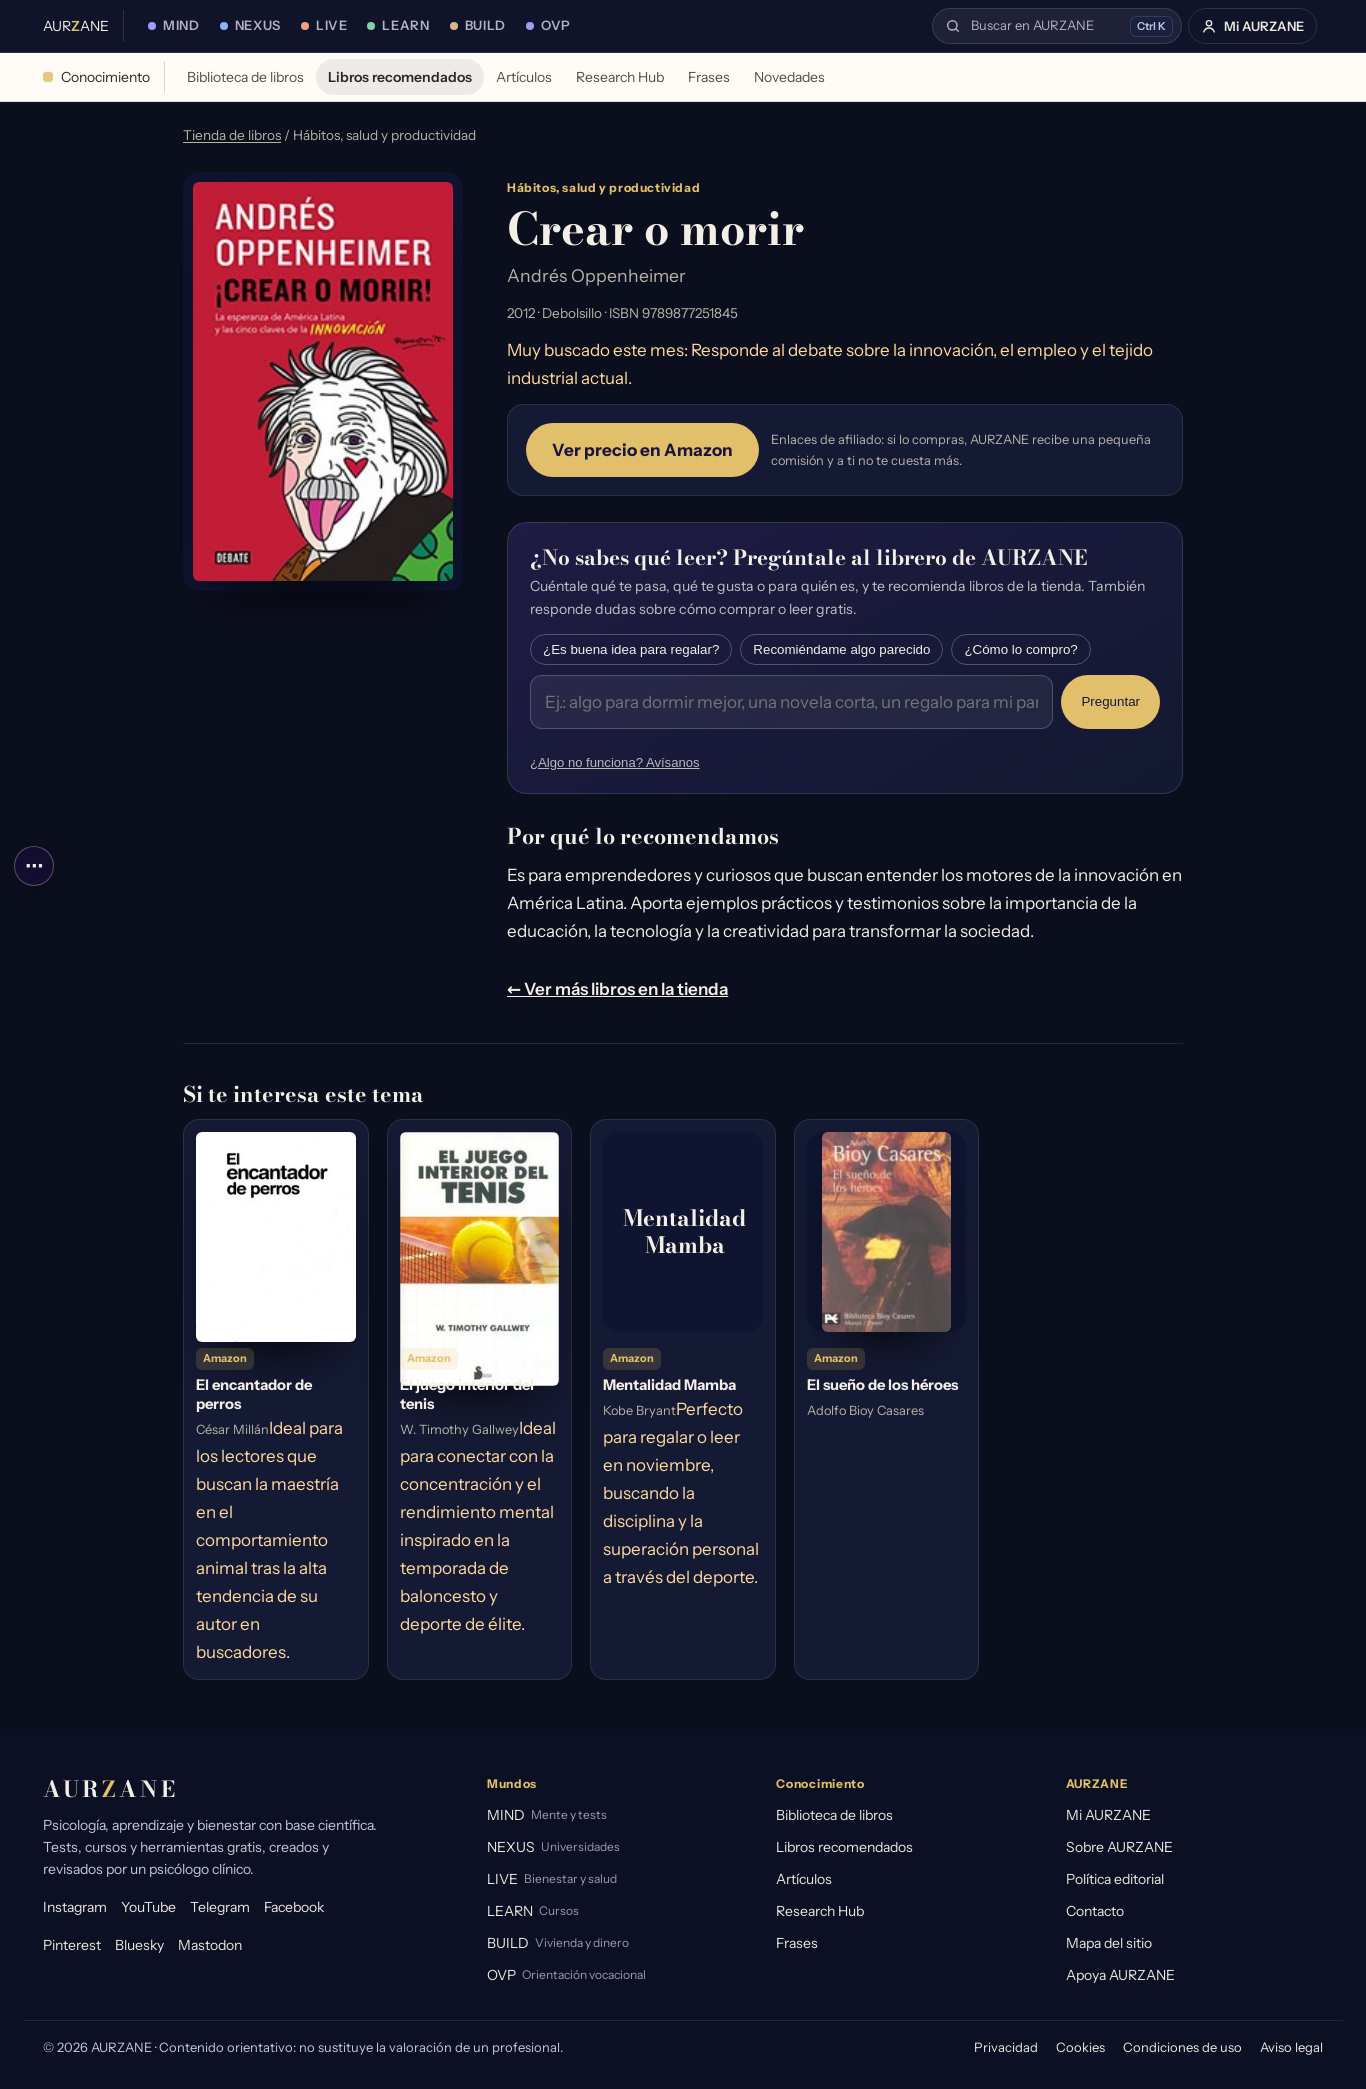 AURZANE
MIND
NEXUS
LIVE
LEARN
BUILD
OVP
Buscar en AURZANE
Ctrl K
Mi AURZANE
Conocimiento
Biblioteca de libros
Libros recomendados
Artículos
Research Hub
Frases
Novedades
Tienda de libros / Hábitos, salud y productividad
ANDRÉS
OPPENHEIMER
¡CREAR O MORIR!
La esperanza de América Latina
y las cinco claves de la INNOVACIÓN
DEBATE
Hábitos, salud y productividad
Crear o morir
Andrés Oppenheimer
2012 · Debolsillo · ISBN 9789877251845
Muy buscado este mes: Responde al debate sobre la innovación, el empleo y el tejido
industrial actual.
Ver precio en Amazon
Enlaces de afiliado: si lo compras, AURZANE recibe una pequeña
comisión y a ti no te cuesta más.
¿No sabes qué leer? Pregúntale al librero de AURZANE
Cuéntale qué te pasa, qué te gusta o para quién es, y te recomienda libros de la tienda. También
responde dudas sobre cómo comprar o leer gratis.
¿Es buena idea para regalar?
Recomiéndame algo parecido
¿Cómo lo compro?
Ej.: algo para dormir mejor, una novela corta, un regalo para mi par
Preguntar
¿Algo no funciona? Avísanos
Por qué lo recomendamos
Es para emprendedores y curiosos que buscan entender los motores de la innovación en
América Latina. Aporta ejemplos prácticos y testimonios sobre la importancia de la
educación, la tecnología y la creatividad para transformar la sociedad.
← Ver más libros en la tienda
Si te interesa este tema
El
encantador
de perros
Amazon
El encantador de
perros
César MillánIdeal para
los lectores que
buscan la maestría
en el
comportamiento
animal tras la alta
tendencia de su
autor en
buscadores.
EL JUEGO
INTERIOR DEL
TENIS
W. TIMOTHY GALLWEY
Amazon
El juego interior del
tenis
W. Timothy GallweyIdeal
para conectar con la
concentración y el
rendimiento mental
inspirado en la
temporada de
baloncesto y
deporte de élite.
Mentalidad
Mamba
Amazon
Mentalidad Mamba
Kobe BryantPerfecto
para regalar o leer
en noviembre,
buscando la
disciplina y la
superación personal
a través del deporte.
Adolfo
Bioy Casares
El sueño de
los héroes
Biblioteca Bioy Casares
Amazon
El sueño de los héroes
Adolfo Bioy Casares
AURZANE
Psicología, aprendizaje y bienestar con base científica.
Tests, cursos y herramientas gratis, creados y
revisados por un psicólogo clínico.
Instagram YouTube Telegram Facebook
Pinterest Bluesky Mastodon
Mundos
MIND Mente y tests
NEXUS Universidades
LIVE Bienestar y salud
LEARN Cursos
BUILD Vivienda y dinero
OVP Orientación vocacional
Conocimiento
Biblioteca de libros
Libros recomendados
Artículos
Research Hub
Frases
AURZANE
Mi AURZANE
Sobre AURZANE
Política editorial
Contacto
Mapa del sitio
Apoya AURZANE
© 2026 AURZANE · Contenido orientativo: no sustituye la valoración de un profesional.
Privacidad Cookies Condiciones de uso Aviso legal